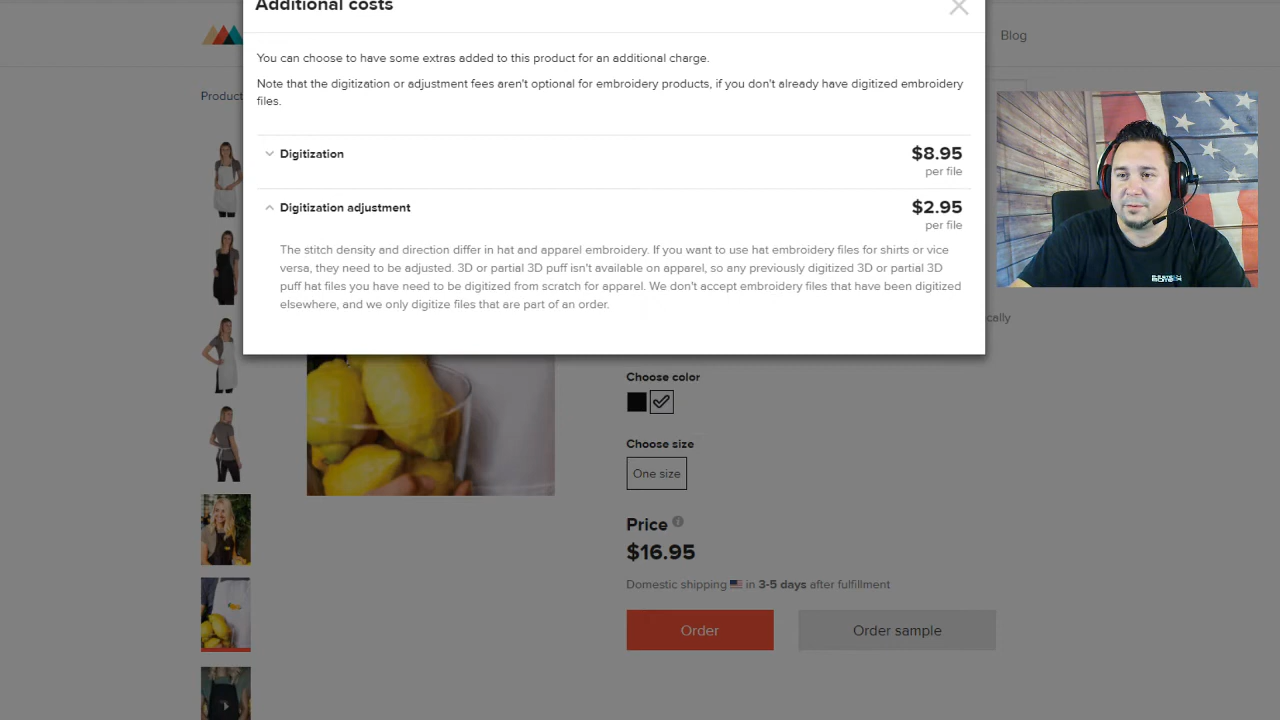 Additional costs
Blog
You can choose to have some extras added to this product for an additional charge.
Note that the digitization or adjustment fees aren't optional for embroidery products, if you don't already have digitized embroidery
files.
Product
Digitization
$8.95
per file
Digitization adjustment
$2.95
per file
The stitch density and direction differ in hat and apparel embroidery. If you want to use hat embroidery files for shirts or vice
versa, they need to be adjusted. 3D or partial 3D puff isn't available on apparel, so any previously digitized 3D or partial 3D
puff hat files you have need to be digitized from scratch for apparel. We don't accept embroidery files that have been digitized
elsewhere, and we only digitize files that are part of an order.
cally
Choose color
Choose size
One size
Price
$16.95
Domestic shipping in 3-5 days after fulfillment
Order
Order sample